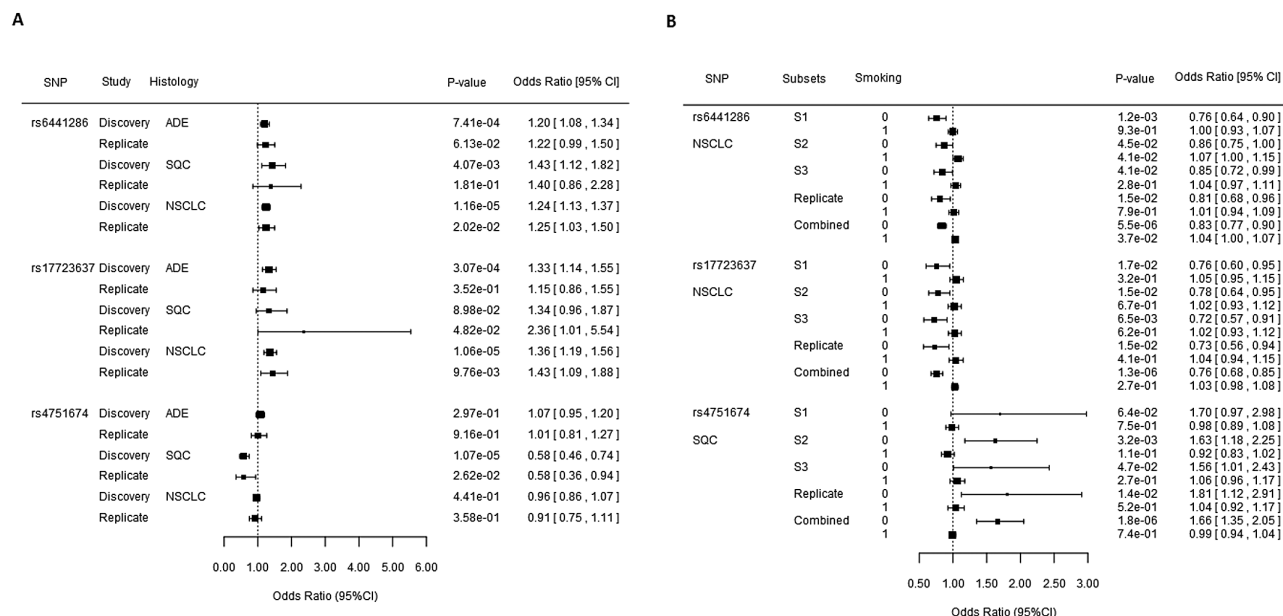 A
SNP Study Histology P-value Odds Ratio [95% CI]
rs6441286 Discovery ADE 7.41e-04 1.20 [ 1.08 , 1.34 ]
Replicate 6.13e-02 1.22 [ 0.99 , 1.50 ]
Discovery SQC 4.07e-03 1.43 [ 1.12 , 1.82 ]
Replicate 1.81e-01 1.40 [ 0.86 , 2.28 ]
Discovery NSCLC 1.16e-05 1.24 [ 1.13 , 1.37 ]
Replicate 2.02e-02 1.25 [ 1.03 , 1.50 ]
rs17723637 Discovery ADE 3.07e-04 1.33 [ 1.14 , 1.55 ]
Replicate 3.52e-01 1.15 [ 0.86 , 1.55 ]
Discovery SQC 8.98e-02 1.34 [ 0.96 , 1.87 ]
Replicate 4.82e-02 2.36 [ 1.01 , 5.54 ]
Discovery NSCLC 1.06e-05 1.36 [ 1.19 , 1.56 ]
Replicate 9.76e-03 1.43 [ 1.09 , 1.88 ]
rs4751674 Discovery ADE 2.97e-01 1.07 [ 0.95 , 1.20 ]
Replicate 9.16e-01 1.01 [ 0.81 , 1.27 ]
Discovery SQC 1.07e-05 0.58 [ 0.46 , 0.74 ]
Replicate 2.62e-02 0.58 [ 0.36 , 0.94 ]
Discovery NSCLC 4.41e-01 0.96 [ 0.86 , 1.07 ]
Replicate 3.58e-01 0.91 [ 0.75 , 1.11 ]
0.00 1.00 2.00 3.00 4.00 5.00 6.00
Odds Ratio (95%CI)
B
SNP Subsets Smoking P-value Odds Ratio [95% CI]
rs6441286 S1 0 1.2e-03 0.76 [ 0.64 , 0.90 ]
1 9.3e-01 1.00 [ 0.93 , 1.07 ]
NSCLC S2 0 4.5e-02 0.86 [ 0.75 , 1.00 ]
1 4.1e-02 1.07 [ 1.00 , 1.15 ]
S3 0 4.1e-02 0.85 [ 0.72 , 0.99 ]
1 2.8e-01 1.04 [ 0.97 , 1.11 ]
Replicate 0 1.5e-02 0.81 [ 0.68 , 0.96 ]
1 7.9e-01 1.01 [ 0.94 , 1.09 ]
Combined 0 5.5e-06 0.83 [ 0.77 , 0.90 ]
1 3.7e-02 1.04 [ 1.00 , 1.07 ]
rs17723637 S1 0 1.7e-02 0.76 [ 0.60 , 0.95 ]
1 3.2e-01 1.05 [ 0.95 , 1.15 ]
NSCLC S2 0 1.5e-02 0.78 [ 0.64 , 0.95 ]
1 6.7e-01 1.02 [ 0.93 , 1.12 ]
S3 0 6.5e-03 0.72 [ 0.57 , 0.91 ]
1 6.2e-01 1.02 [ 0.93 , 1.12 ]
Replicate 0 1.5e-02 0.73 [ 0.56 , 0.94 ]
1 4.1e-01 1.04 [ 0.94 , 1.15 ]
Combined 0 1.3e-06 0.76 [ 0.68 , 0.85 ]
1 2.7e-01 1.03 [ 0.98 , 1.08 ]
rs4751674 S1 0 6.4e-02 1.70 [ 0.97 , 2.98 ]
1 7.5e-01 0.98 [ 0.89 , 1.08 ]
SQC S2 0 3.2e-03 1.63 [ 1.18 , 2.25 ]
1 1.1e-01 0.92 [ 0.83 , 1.02 ]
S3 0 4.7e-02 1.56 [ 1.01 , 2.43 ]
1 2.7e-01 1.06 [ 0.96 , 1.17 ]
Replicate 0 1.4e-02 1.81 [ 1.12 , 2.91 ]
1 5.2e-01 1.04 [ 0.92 , 1.17 ]
Combined 0 1.8e-06 1.66 [ 1.35 , 2.05 ]
1 7.4e-01 0.99 [ 0.94 , 1.04 ]
0.50 1.00 1.50 2.00 2.50 3.00
Odds Ratio (95%CI)